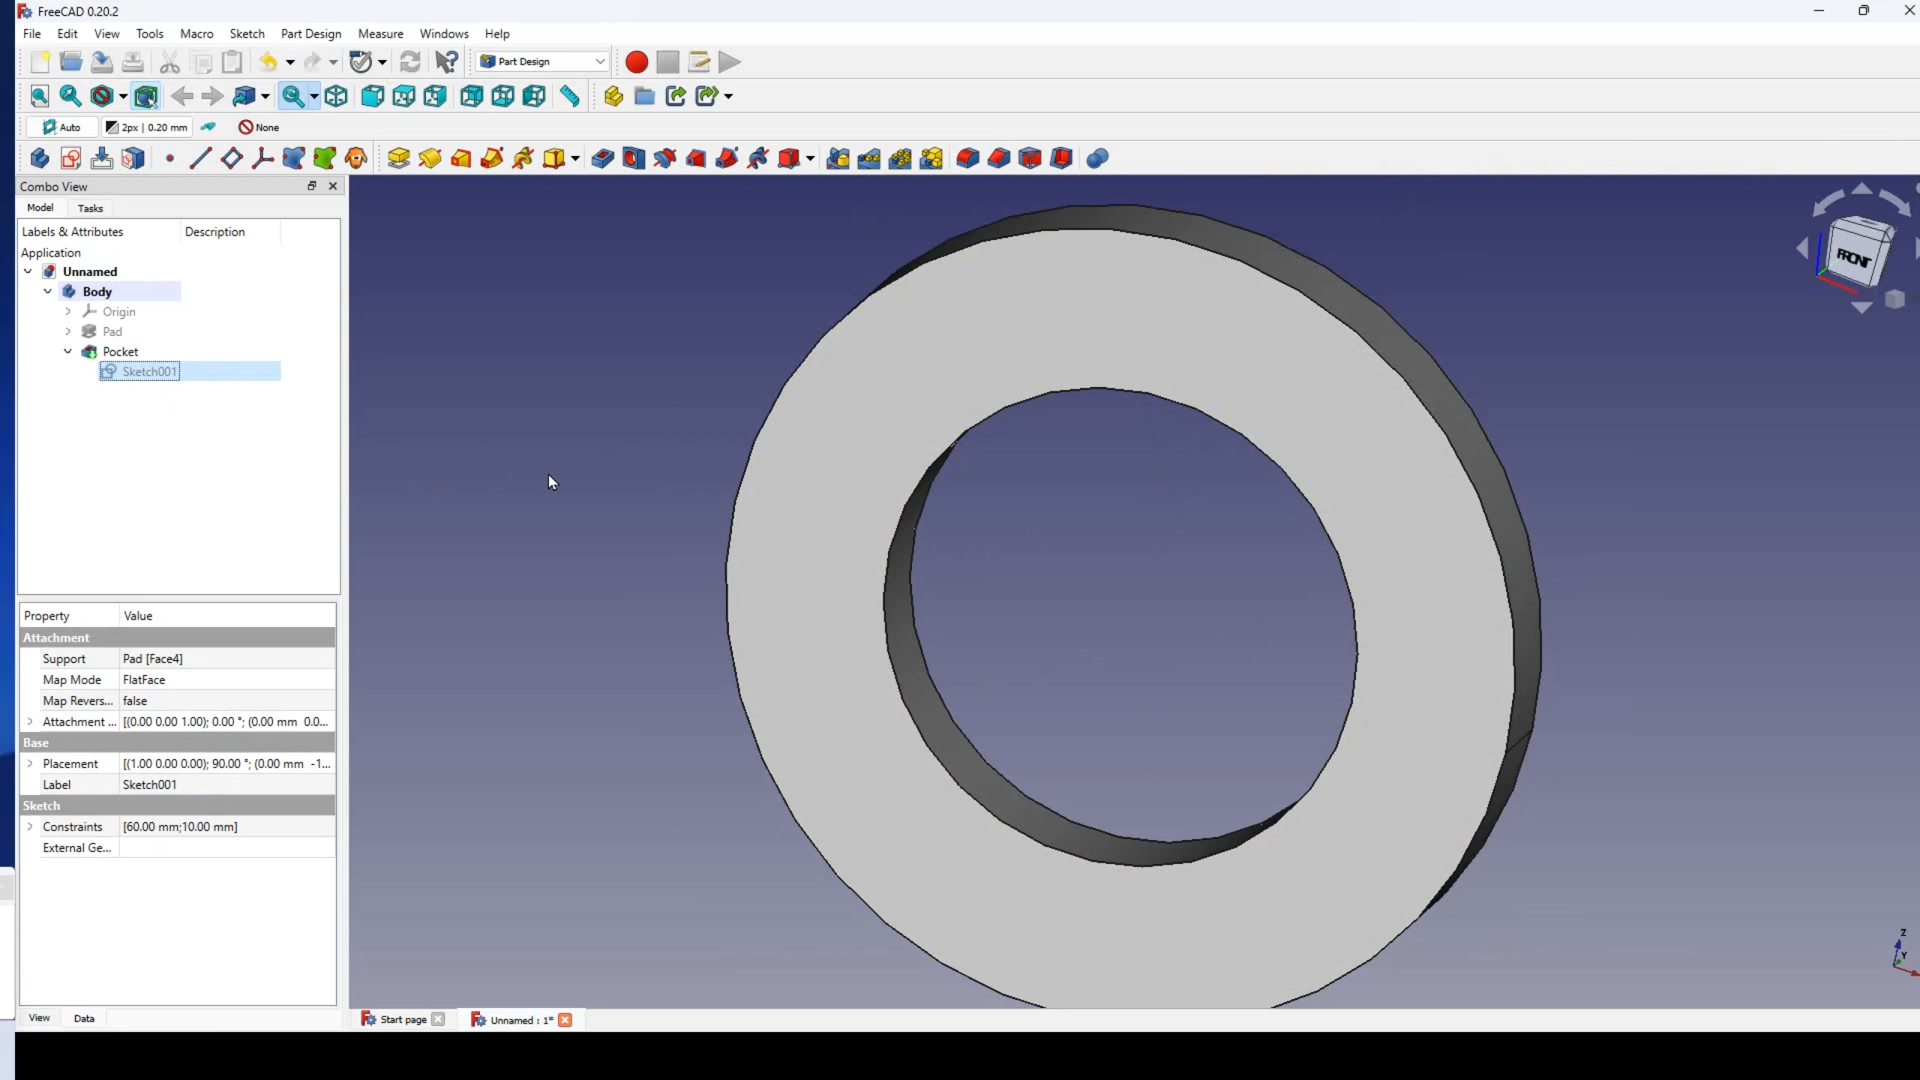 FreeCAD 0.20.2
File Edit View Tools Macro Sketch Part Design Measure Windows Help
Part Design
Auto 2px | 0.20 mm None
Combo View
Model Tasks
Labels & Attributes Description
Application
Unnamed
Body
Origin
Pad
Pocket
Sketch001
FRONT
Property Value
Attachment
Support Pad [Face4]
Map Mode FlatFace
Map Revers... false
Attachment ... [(0.00 0.00 1.00); 0.00 °; (0.00 mm 0.0...
Base
Placement [(1.00 0.00 0.00); 90.00 °; (0.00 mm -1...
Label Sketch001
Sketch
Constraints [60.00 mm;10.00 mm]
External Ge...
Z
Y
View Data
Start page Unnamed : 1*